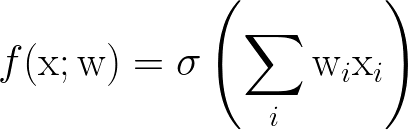 f(x; w) = σ ( ∑_i w_i x_i )